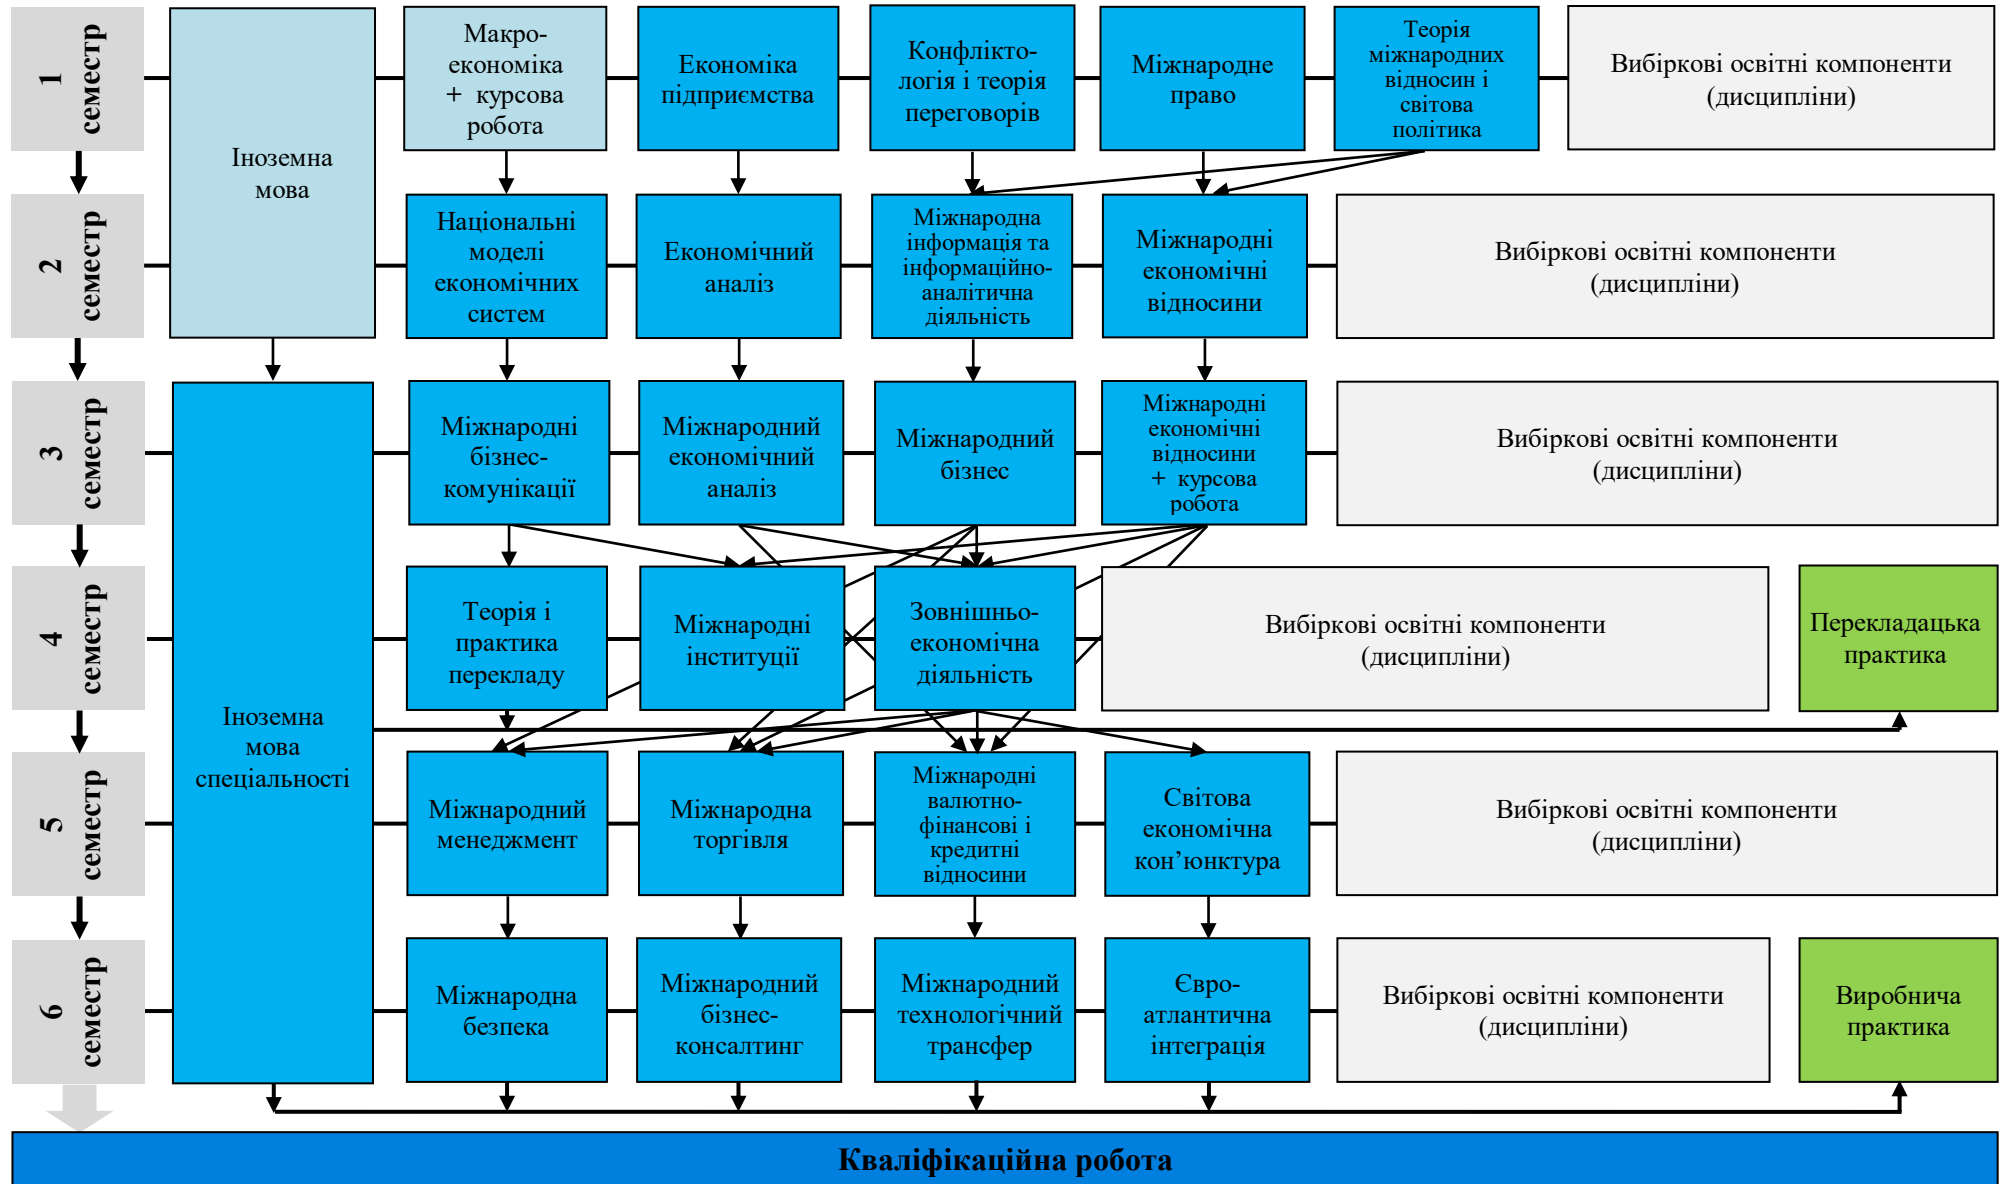 1
семестр
Іноземна
мова
Макро-
економіка
+ курсова
робота
Економіка
підприємства
Конфлікто-
логія і теорія
переговорів
Міжнародне
право
Теорія
міжнародних
відносин і
світова
політика
Вибіркові освітні компоненти
(дисципліни)
2
семестр
Національні
моделі
економічних
систем
Економічний
аналіз
Міжнародна
інформація та
інформаційно-
аналітична
діяльність
Міжнародні
економічні
відносини
Вибіркові освітні компоненти
(дисципліни)
3
семестр
Іноземна
мова
спеціальності
Міжнародні
бізнес-
комунікації
Міжнародний
економічний
аналіз
Міжнародний
бізнес
Міжнародні
економічні
відносини
+ курсова
робота
Вибіркові освітні компоненти
(дисципліни)
4
семестр
Теорія і
практика
перекладу
Міжнародні
інституції
Зовнішньо-
економічна
діяльність
Вибіркові освітні компоненти
(дисципліни)
Перекладацька
практика
5
семестр
Міжнародний
менеджмент
Міжнародна
торгівля
Міжнародні
валютно-
фінансові і
кредитні
відносини
Світова
економічна
кон’юнктура
Вибіркові освітні компоненти
(дисципліни)
6
семестр
Міжнародна
безпека
Міжнародний
бізнес-
консалтинг
Міжнародний
технологічний
трансфер
Євро-
атлантична
інтеграція
Вибіркові освітні компоненти
(дисципліни)
Виробнича
практика
Кваліфікаційна робота